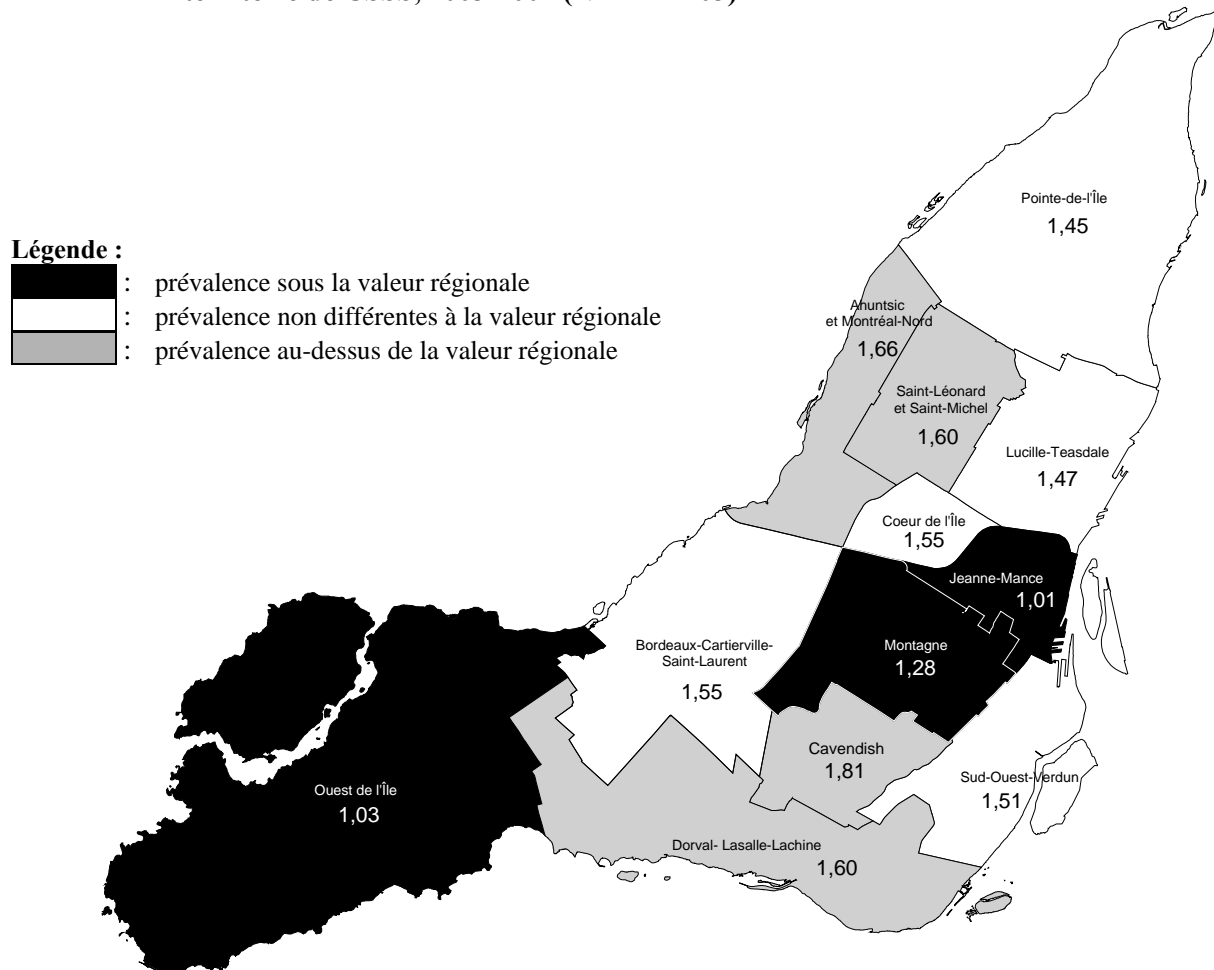 Légende :
: prévalence sous la valeur régionale
: prévalence non différentes à la valeur régionale
: prévalence au-dessus de la valeur régionale
Pointe-de-l'Île
1,45
Ahuntsic
et Montréal-Nord
1,66
Saint-Léonard
et Saint-Michel
1,60
Lucille-Teasdale
1,47
Coeur de l'Île
1,55
Jeanne-Mance
1,01
Bordeaux-Cartierville-
Saint-Laurent
1,55
Montagne
1,28
Cavendish
1,81
Sud-Ouest-Verdun
1,51
Ouest de l'Île
1,03
Dorval- Lasalle-Lachine
1,60